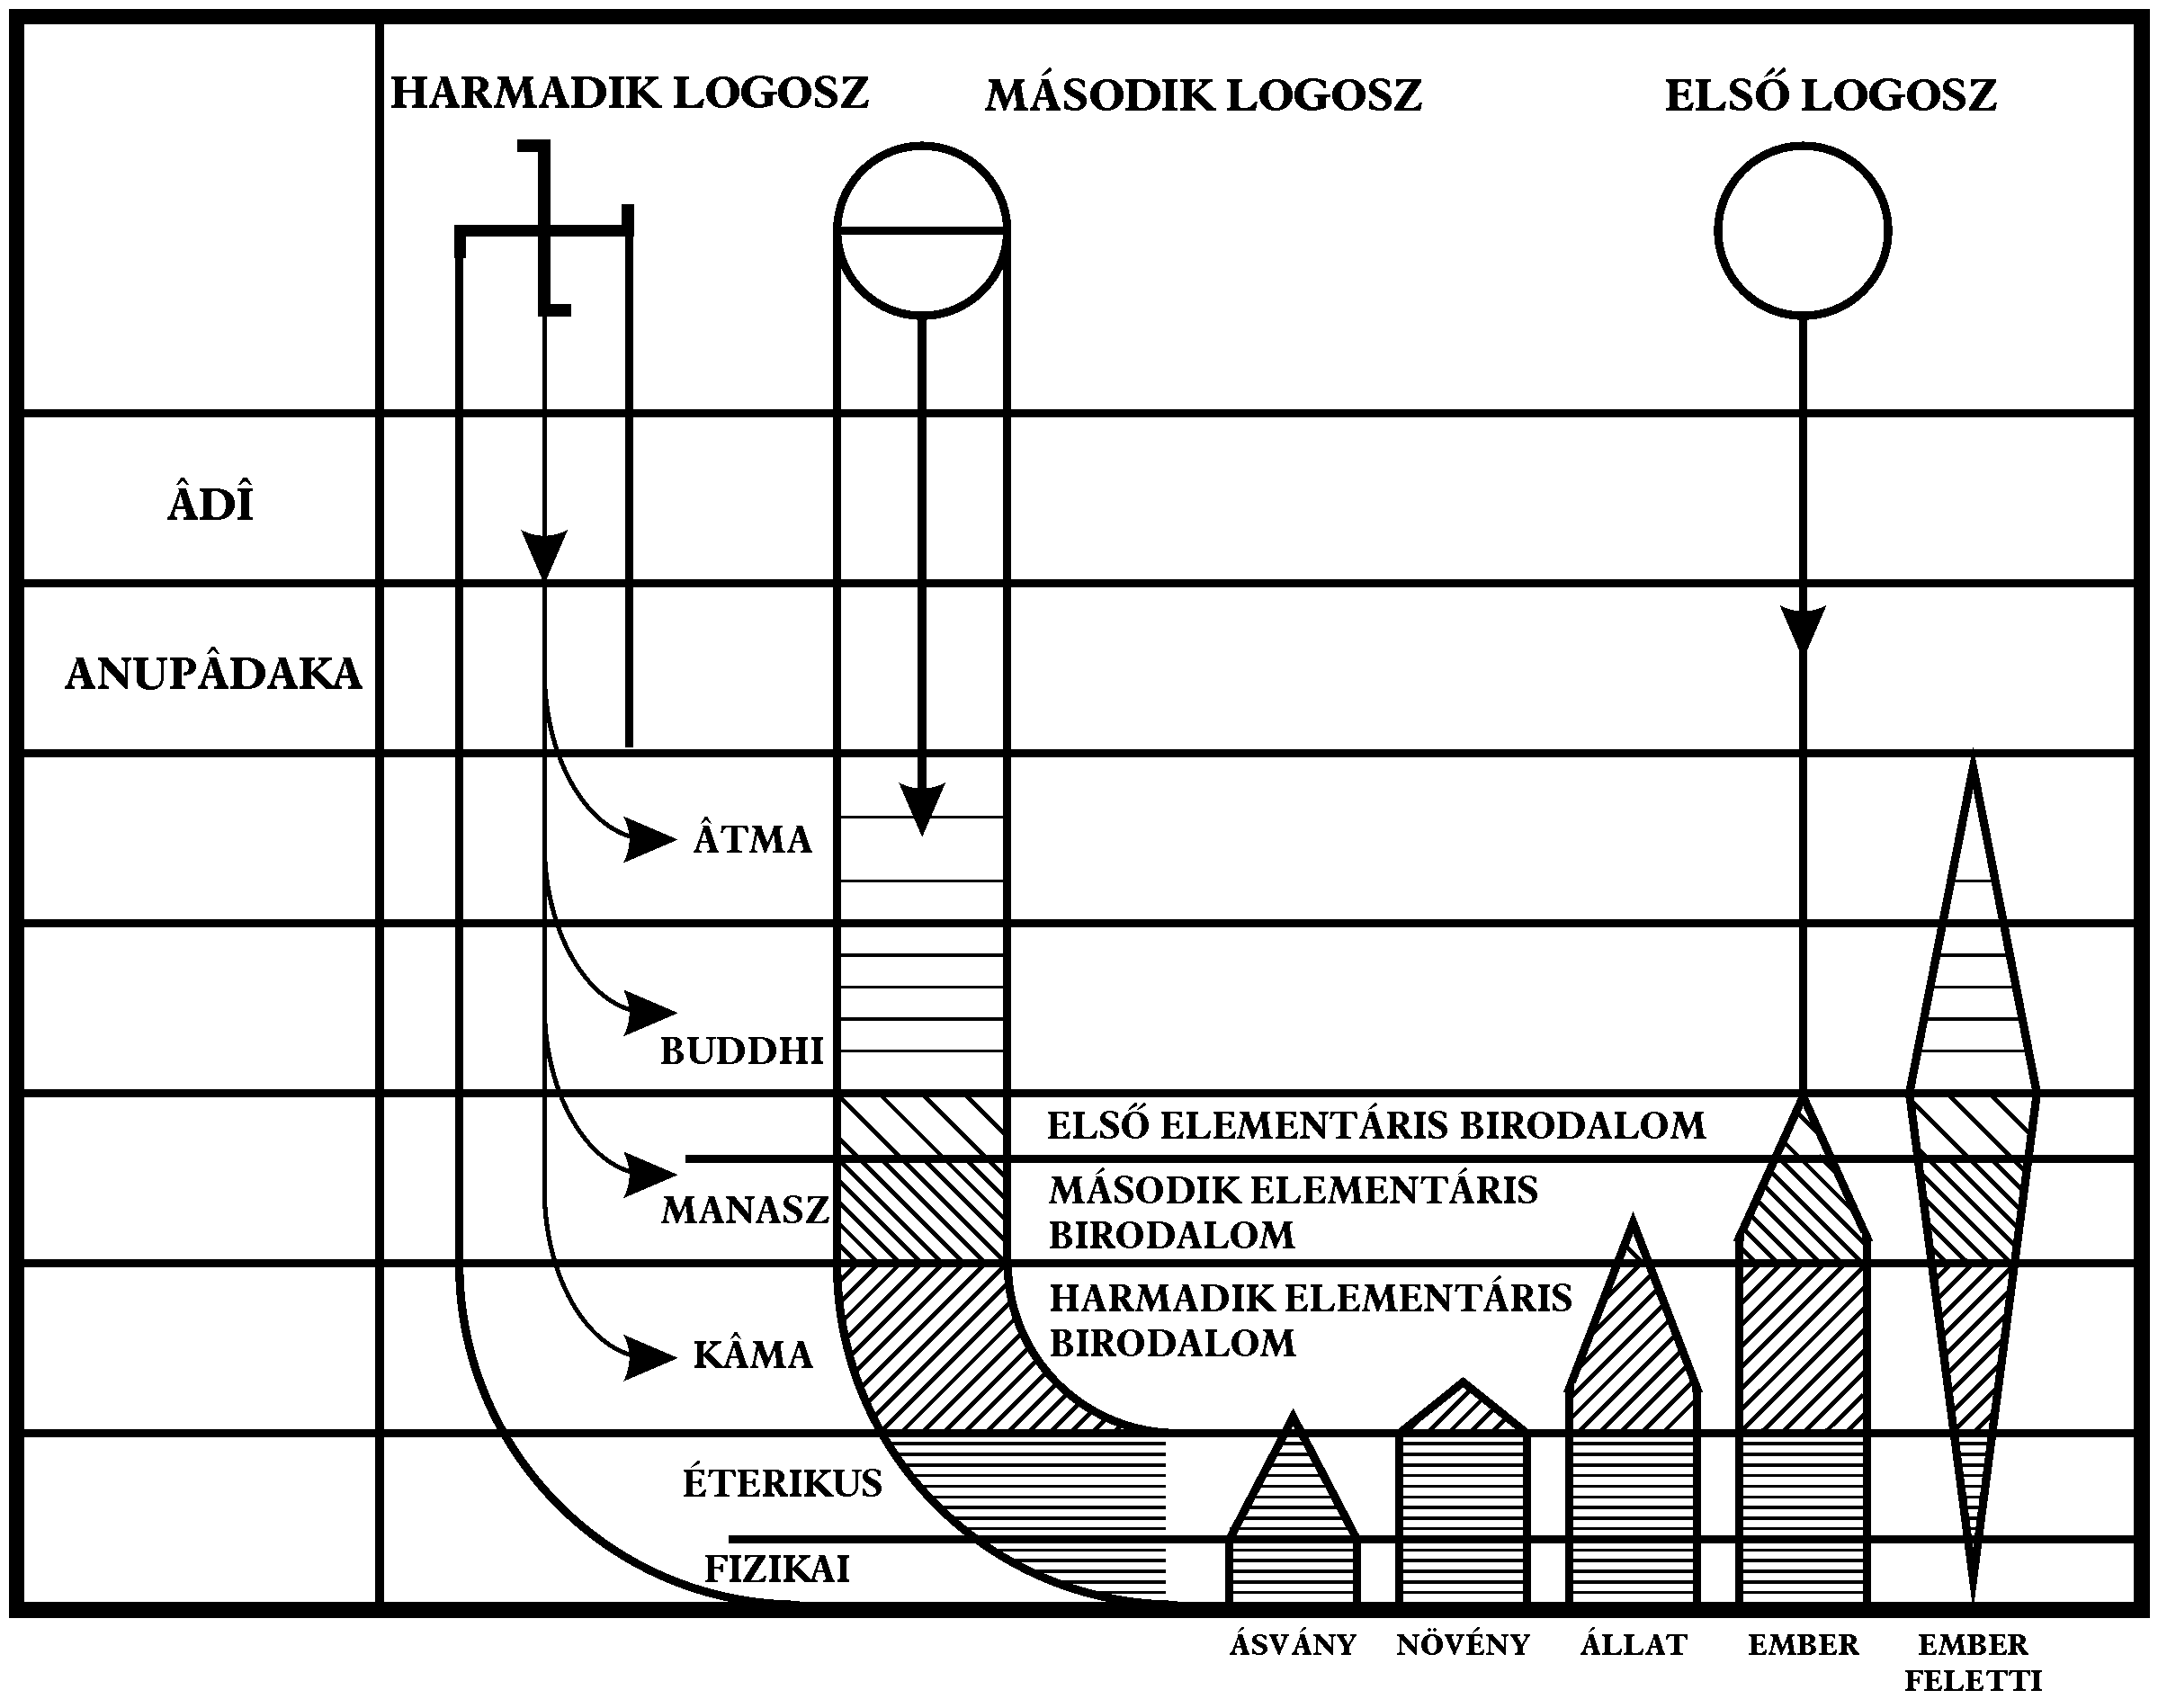 HARMADIK LOGOSZ
MÁSODIK LOGOSZ
ELSŐ LOGOSZ
ÂDÎ
ANUPÂDAKA
ÂTMA
BUDDHI
ELSŐ ELEMENTÁRIS BIRODALOM
MANASZ
MÁSODIK ELEMENTÁRIS
BIRODALOM
KÂMA
HARMADIK ELEMENTÁRIS
BIRODALOM
ÉTERIKUS
FIZIKAI
ÁSVÁNY
NÖVÉNY
ÁLLAT
EMBER
EMBER
FELETTI